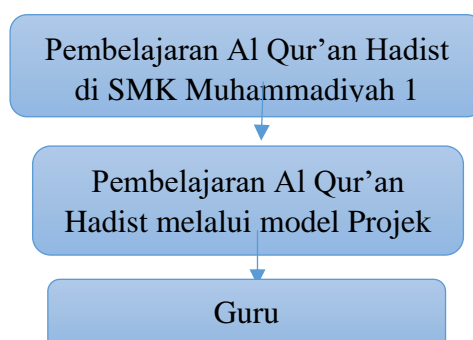 Pembelajaran Al Qur’an Hadist
di SMK Muhammadiyah 1
Pembelajaran Al Qur’an
Hadist melalui model Projek
Guru